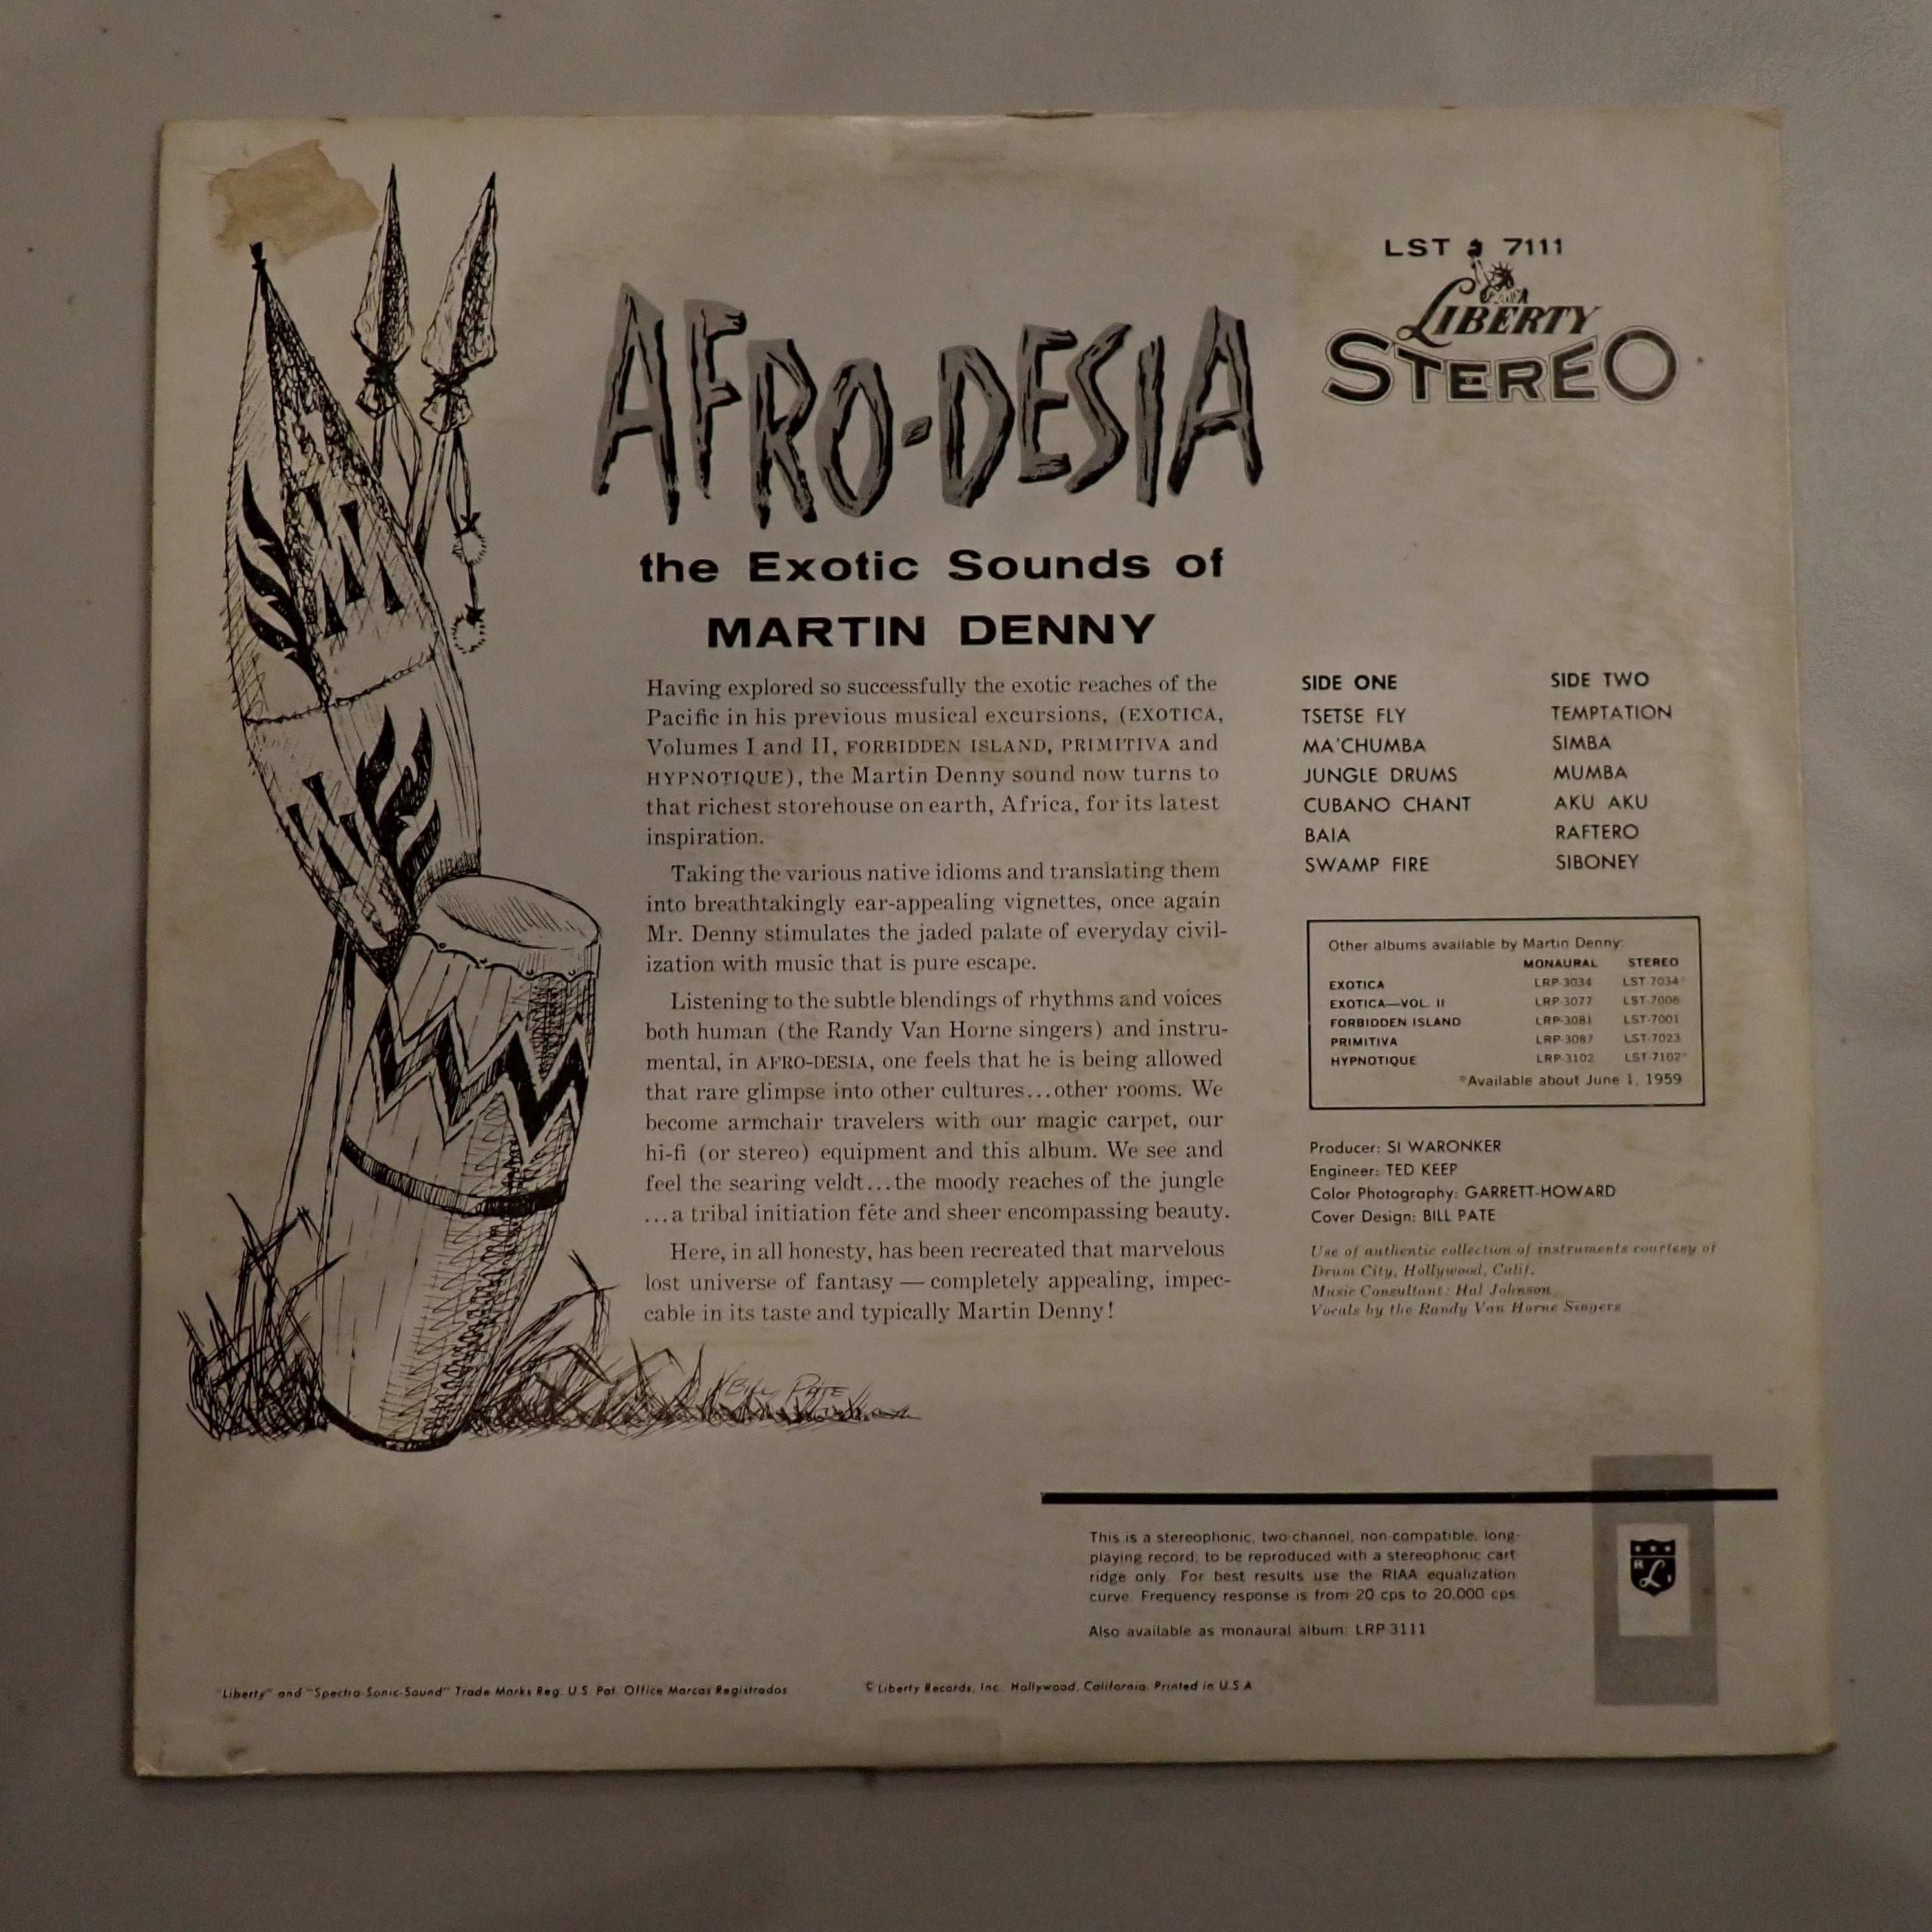 LST 7111
LIBERTY
STEREO
AFRO-DESIA
the Exotic Sounds of
MARTIN DENNY
Having explored so successfully the exotic reaches of the
Pacific in his previous musical excursions, (EXOTICA,
Volumes I and II, FORBIDDEN ISLAND, PRIMITIVA and
HYPNOTIQUE), the Martin Denny sound now turns to
that richest storehouse on earth, Africa, for its latest
inspiration.
Taking the various native idioms and translating them
into breathtakingly ear-appealing vignettes, once again
Mr. Denny stimulates the jaded palate of everyday civil-
ization with music that is pure escape.
Listening to the subtle blendings of rhythms and voices
both human (the Randy Van Horne singers) and instru-
mental, in AFRO-DESIA, one feels that he is being allowed
that rare glimpse into other cultures...other rooms. We
become armchair travelers with our magic carpet, our
hi-fi (or stereo) equipment and this album. We see and
feel the searing veldt...the moody reaches of the jungle
...a tribal initiation fête and sheer encompassing beauty.
Here, in all honesty, has been recreated that marvelous
lost universe of fantasy — completely appealing, impec-
cable in its taste and typically Martin Denny!
BILL PATE
SIDE ONE
TSETSE FLY
MA'CHUMBA
JUNGLE DRUMS
CUBANO CHANT
BAIA
SWAMP FIRE
SIDE TWO
TEMPTATION
SIMBA
MUMBA
AKU AKU
RAFTERO
SIBONEY
Other albums available by Martin Denny:
MONAURAL STEREO
EXOTICA LRP-3034 LST-7034*
EXOTICA—VOL. II LRP-3077 LST-7006
FORBIDDEN ISLAND LRP-3081 LST-7001
PRIMITIVA LRP-3087 LST-7023
HYPNOTIQUE LRP-3102 LST-7102*
*Available about June 1, 1959
Producer: SI WARONKER
Engineer: TED KEEP
Color Photography: GARRETT-HOWARD
Cover Design: BILL PATE
Use of authentic collection of instruments courtesy of
Drum City, Hollywood, Calif.
Music Consultant: Hal Johnson
Vocals by the Randy Van Horne Singers
This is a stereophonic, two-channel, non-compatible, long-
playing record, to be reproduced with a stereophonic cart
ridge only. For best results use the RIAA equalization
curve. Frequency response is from 20 cps to 20,000 cps
Also available as monaural album: LRP-3111
"Liberty" and "Spectra-Sonic-Sound" Trade Marks Reg. U.S. Pat. Office Marcas Registradas
© Liberty Records, Inc. Hollywood, California. Printed in U.S.A.